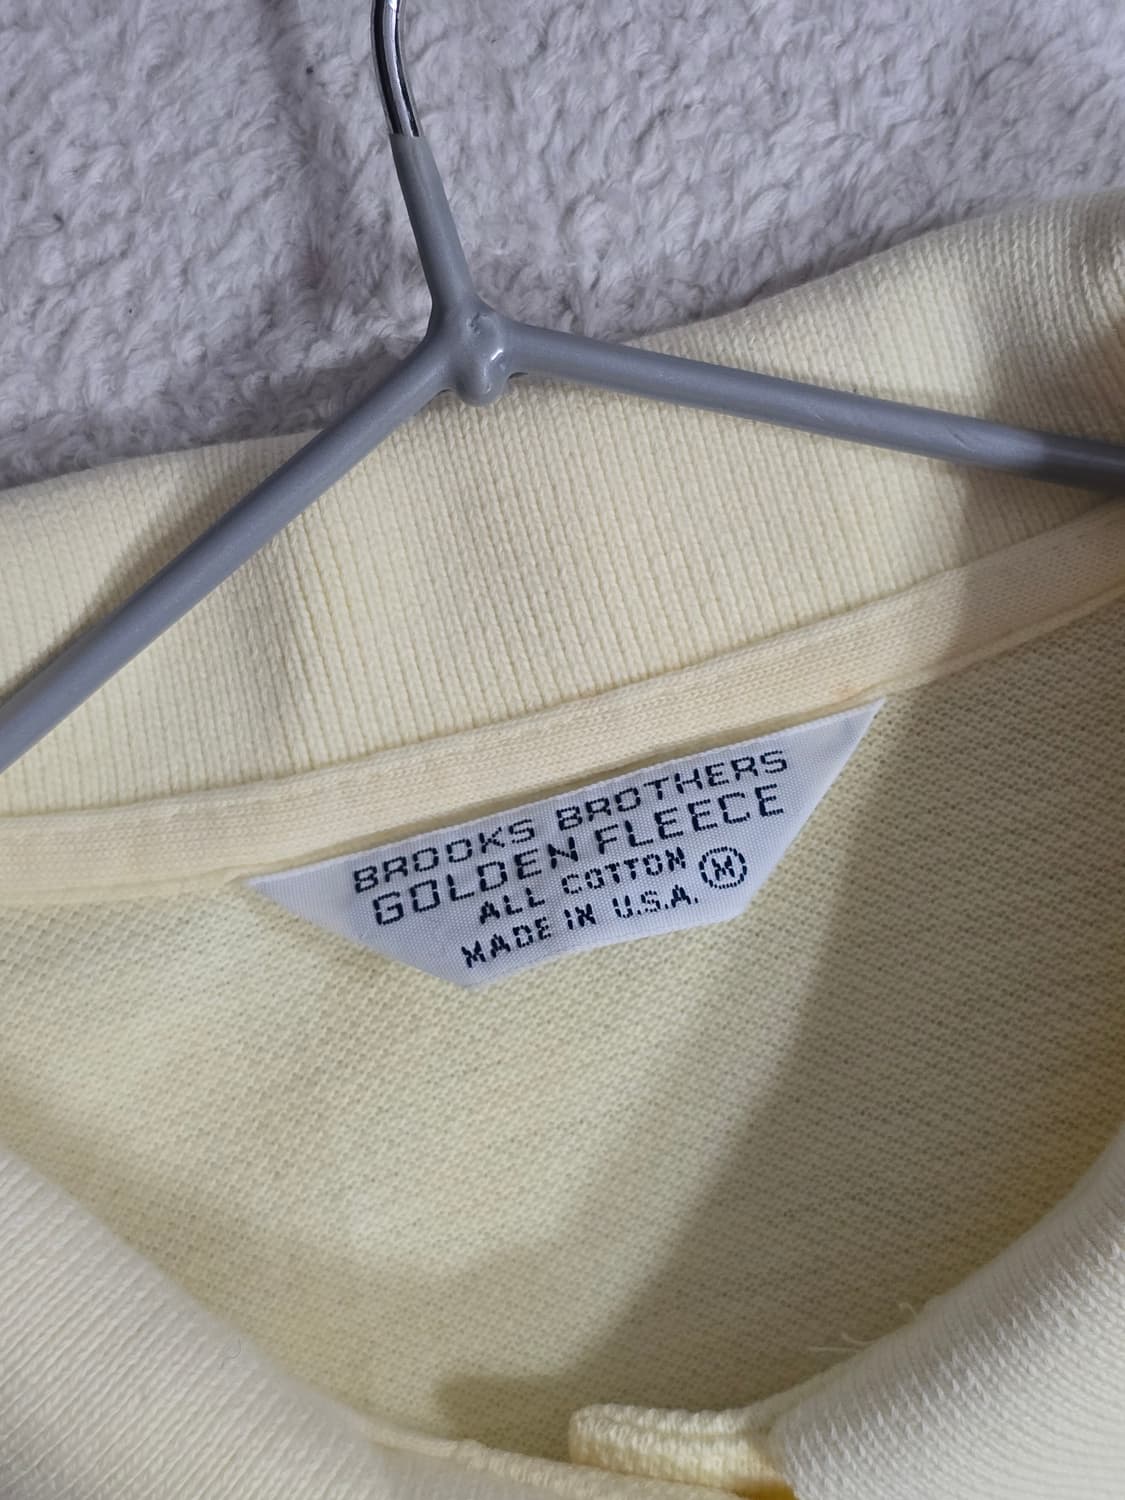 BROOKS BROTHERS
GOLDEN FLEECE
ALL COTTON M
MADE IN U.S.A.